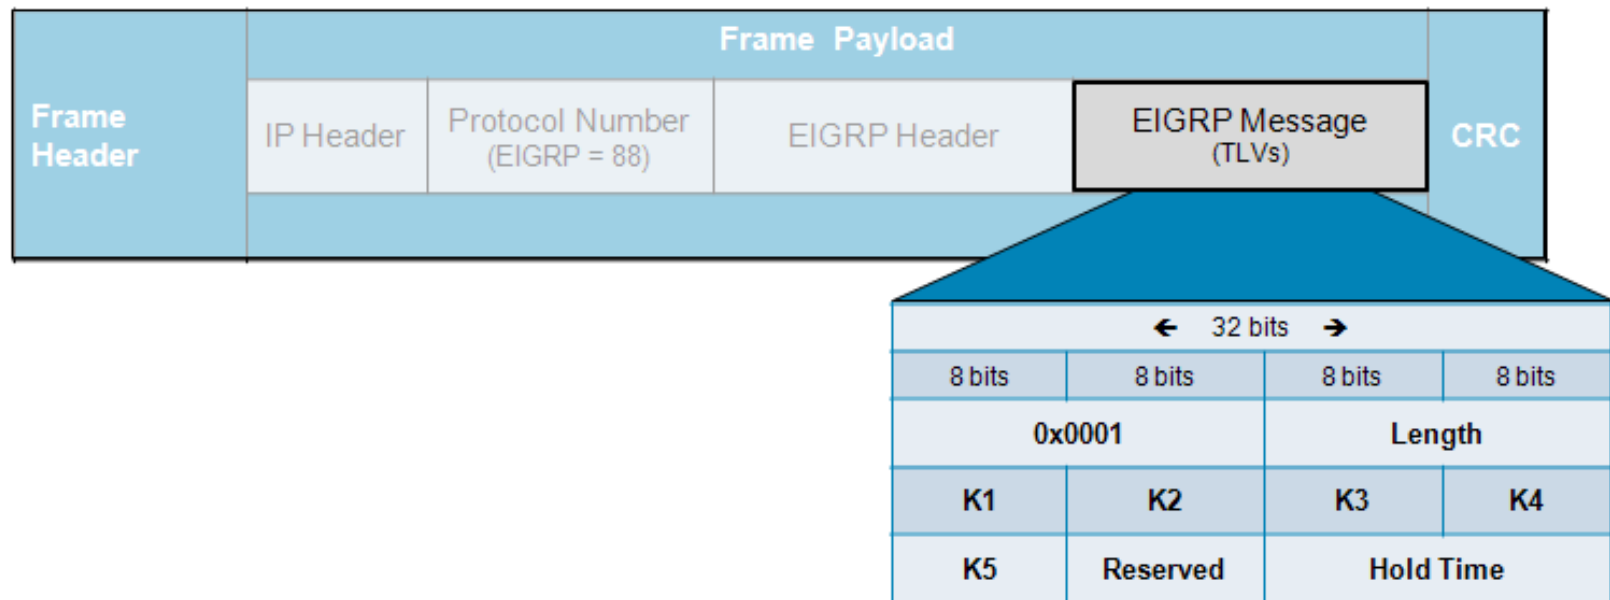 Frame Payload
Frame
Header
IP Header
Protocol Number
(EIGRP = 88)
EIGRP Header
EIGRP Message
(TLVs)
CRC
← 32 bits →
8 bits 8 bits 8 bits 8 bits
0x0001 Length
K1 K2 K3 K4
K5 Reserved Hold Time